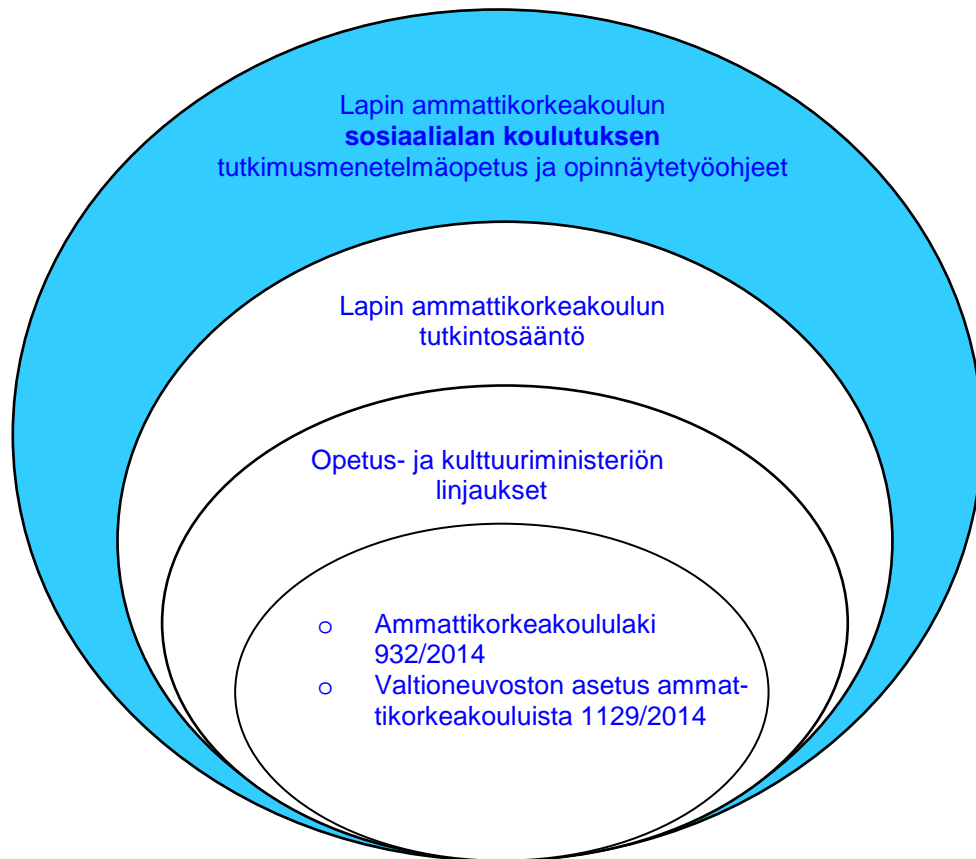 Lapin ammattikorkeakoulun
sosiaalialan koulutuksen
tutkimusmenetelmäopetus ja opinnäytetyöohjeet
Lapin ammattikorkeakoulun
tutkintosääntö
Opetus- ja kulttuuriministeriön
linjaukset
o Ammattikorkeakoululaki
932/2014
o Valtioneuvoston asetus ammat-
tikorkeakouluista 1129/2014